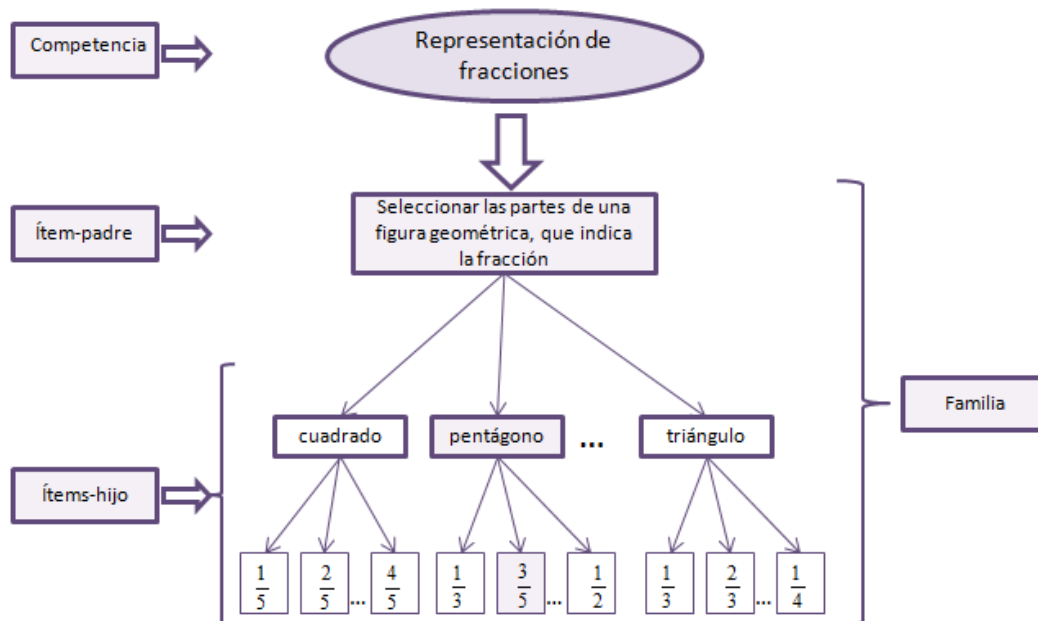 Competencia
Representación de
fracciones
Ítem-padre
Seleccionar las partes de una
figura geométrica, que indica
la fracción
Familia
cuadrado pentágono ... triángulo
Ítems-hijo
1/5 2/5 ... 4/5 1/3 3/5 ... 1/2 1/3 2/3 ... 1/4